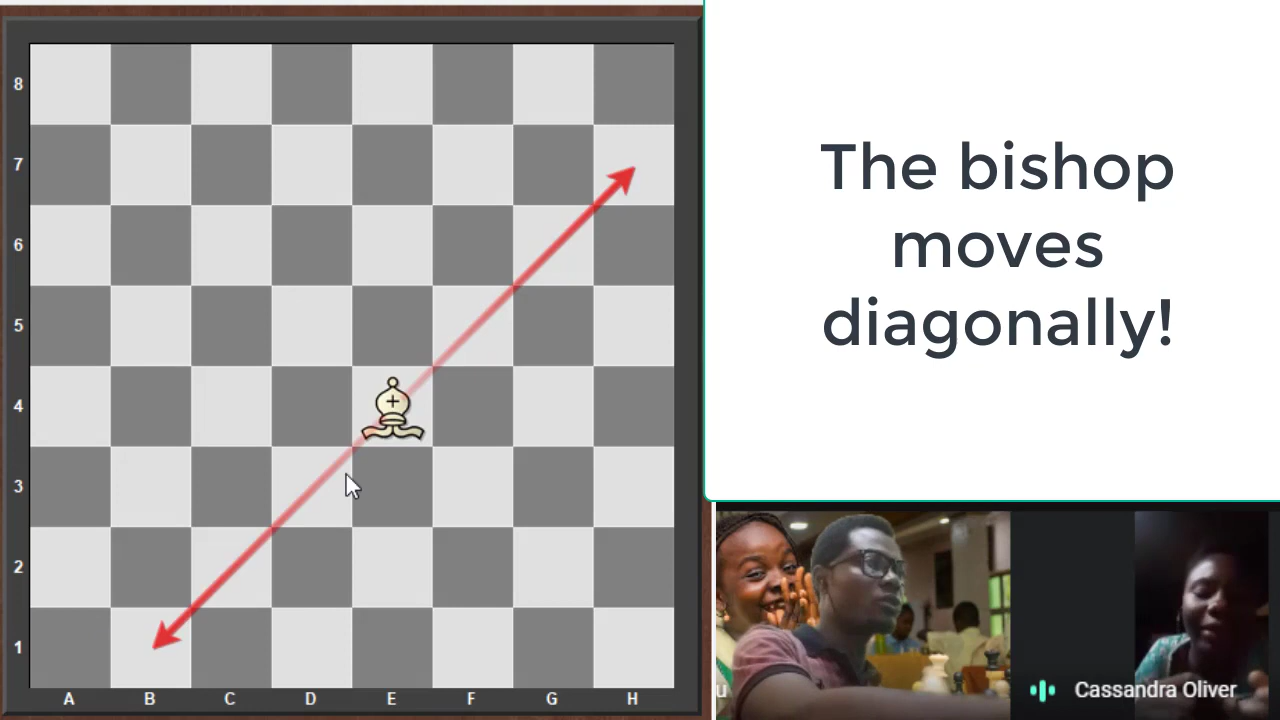 The bishop
moves
diagonally!
8
7
6
5
4
3
2
1
A B C D E F G H
u
Cassandra Oliver